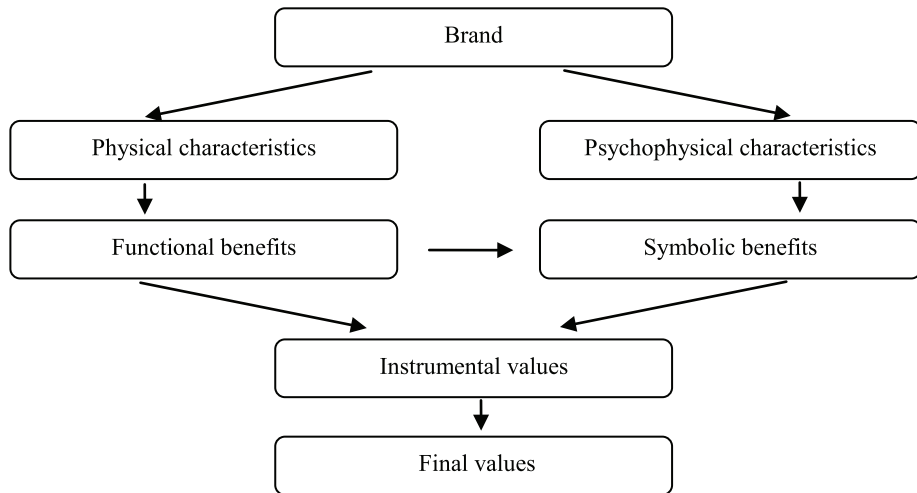 Brand
Physical characteristics
Psychophysical characteristics
Functional benefits
Symbolic benefits
Instrumental values
Final values